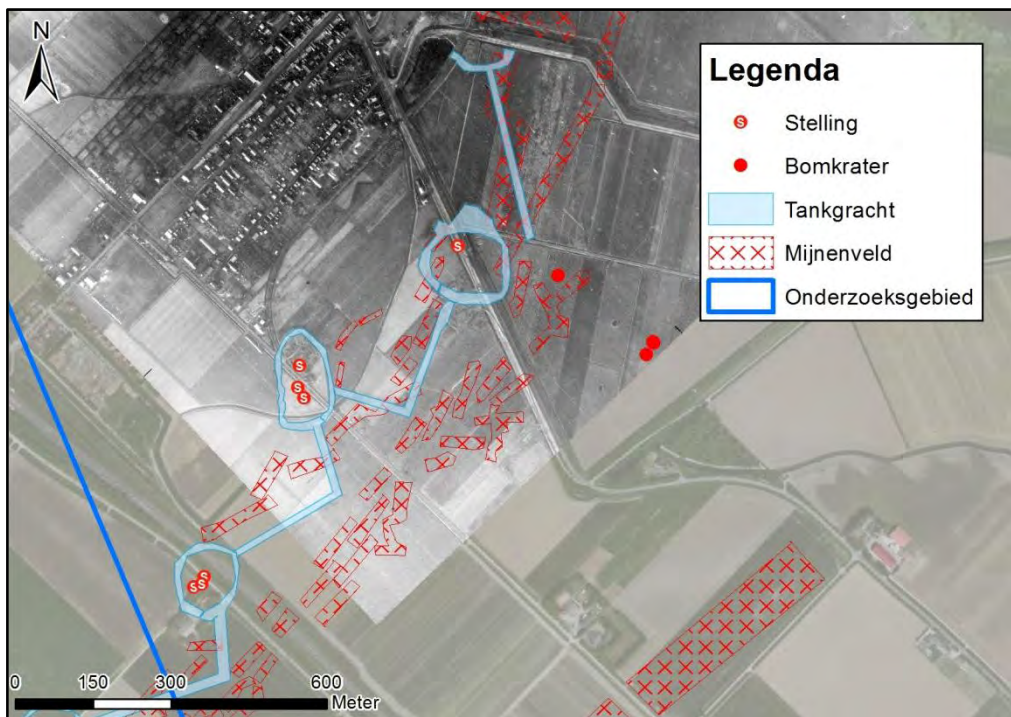 N
Legenda
S Stelling
Bomkrater
Tankgracht
Mijnenveld
Onderzoeksgebied
S
S
S
S
S
S
S
0 150 300 600
Meter